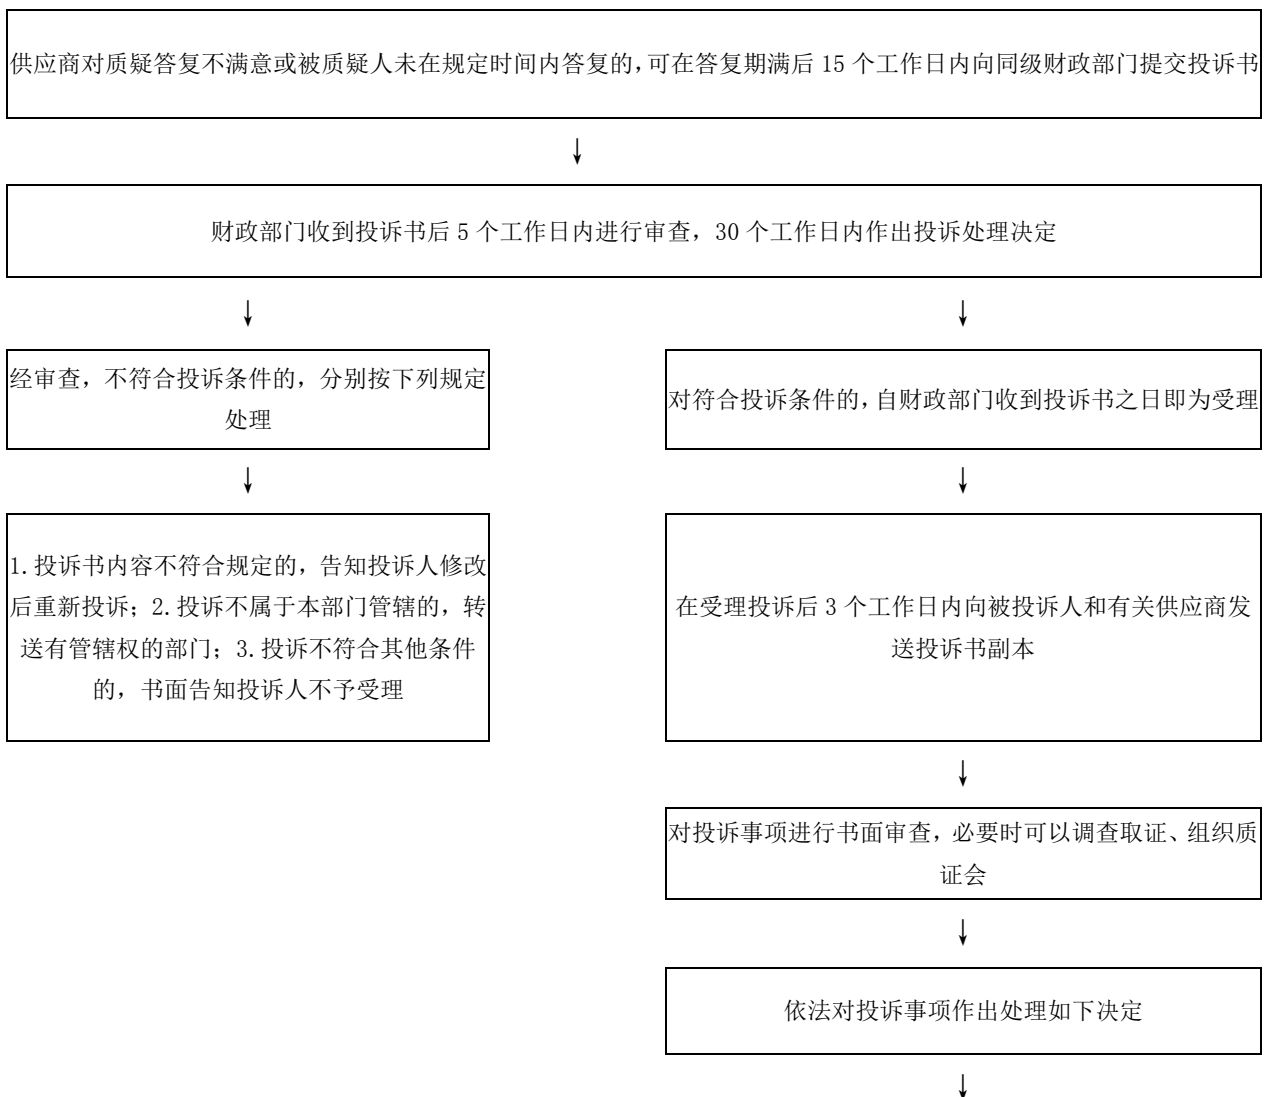 供应商对质疑答复不满意或被质疑人未在规定时间内答复的,可在答复期满后 15 个工作日内向同级财政部门提交投诉书
↓
财政部门收到投诉书后 5 个工作日内进行审查，30 个工作日内作出投诉处理决定
↓ ↓
经审查，不符合投诉条件的，分别按下列规定
处理
对符合投诉条件的,自财政部门收到投诉书之日即为受理
↓ ↓
1.投诉书内容不符合规定的，告知投诉人修改
后重新投诉；2.投诉不属于本部门管辖的，转
送有管辖权的部门；3.投诉不符合其他条件
的，书面告知投诉人不予受理
在受理投诉后 3 个工作日内向被投诉人和有关供应商发
送投诉书副本
↓
对投诉事项进行书面审查,必要时可以调查取证、组织质
证会
↓
依法对投诉事项作出处理如下决定
↓